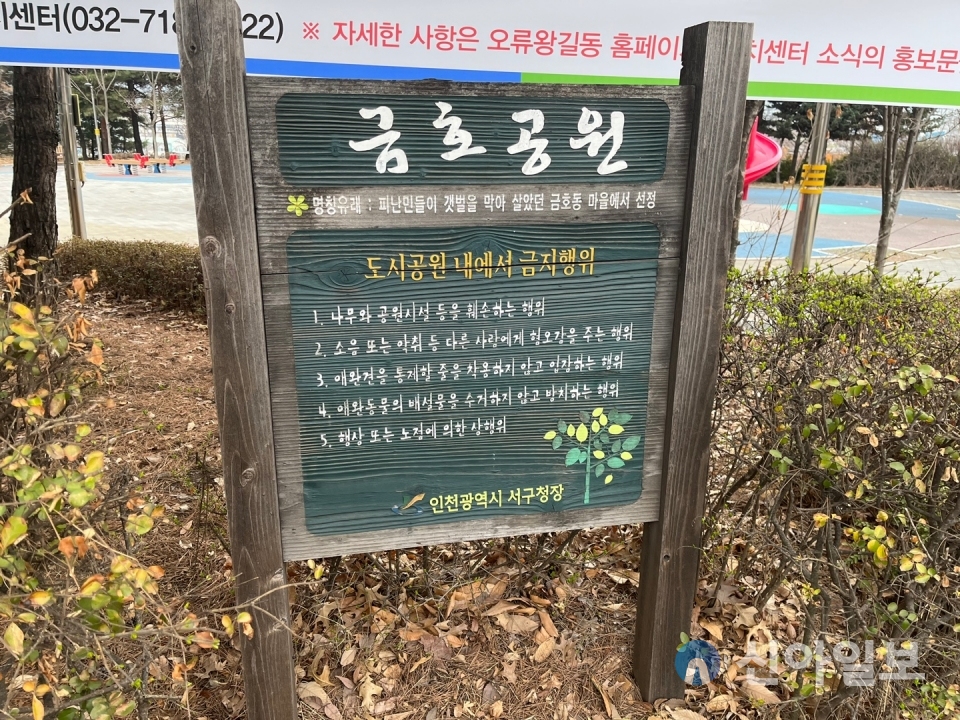 센터(032-718 22) ※ 자세한 사항은 오류왕길동 홈페이 치센터 소식의 홍보문
금호공원
명칭유래 : 피난민들이 갯벌을 막아 살았던 금호동 마을에서 선정
도시공원 내에서 금지행위
1. 나무와 공원시설 등을 훼손하는 행위
2. 소음 또는 악취 등 다른 사람에게 혐오감을 주는 행위
3. 애완견을 통제할 줄을 착용하지 않고 입장하는 행위
4. 애완동물의 배설물을 수거하지 않고 방치하는 행위
5. 행상 또는 노점에 의한 상행위
인천광역시 서구청장
신아일보